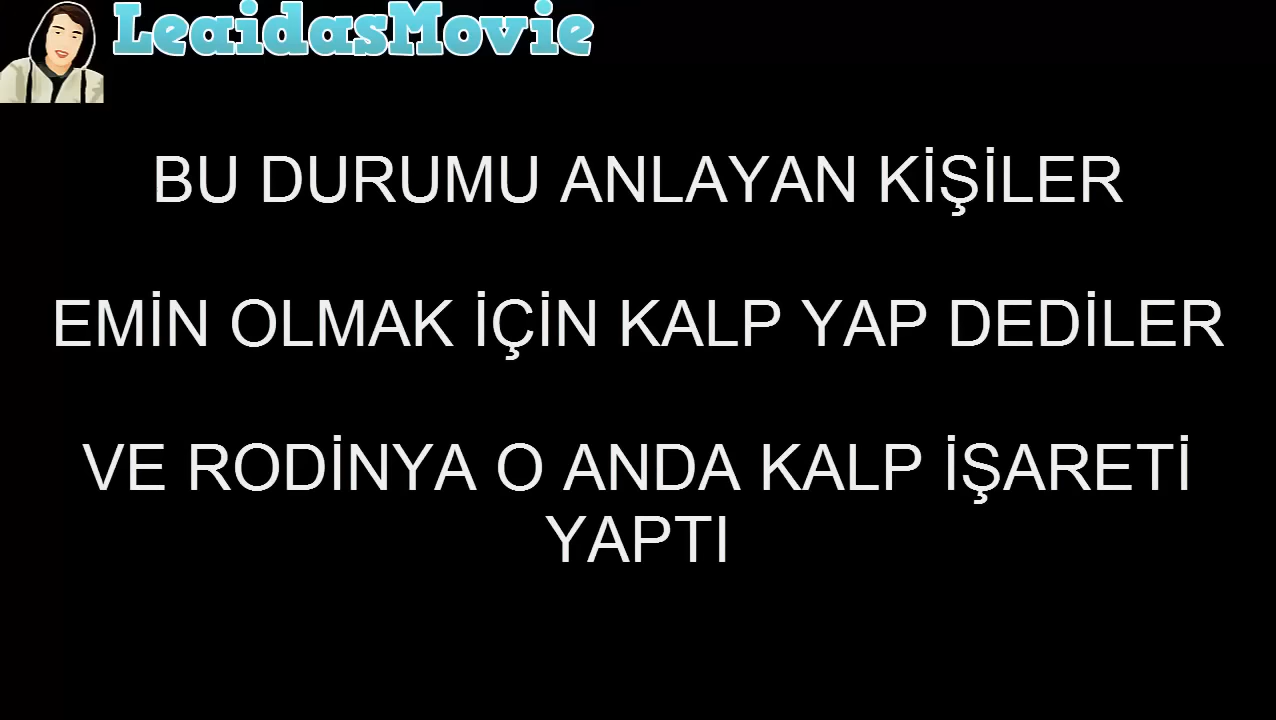 LeaidasMovie
BU DURUMU ANLAYAN KİŞİLER
EMİN OLMAK İÇİN KALP YAP DEDİLER
VE RODİNYA O ANDA KALP İŞARETİ
YAPTI